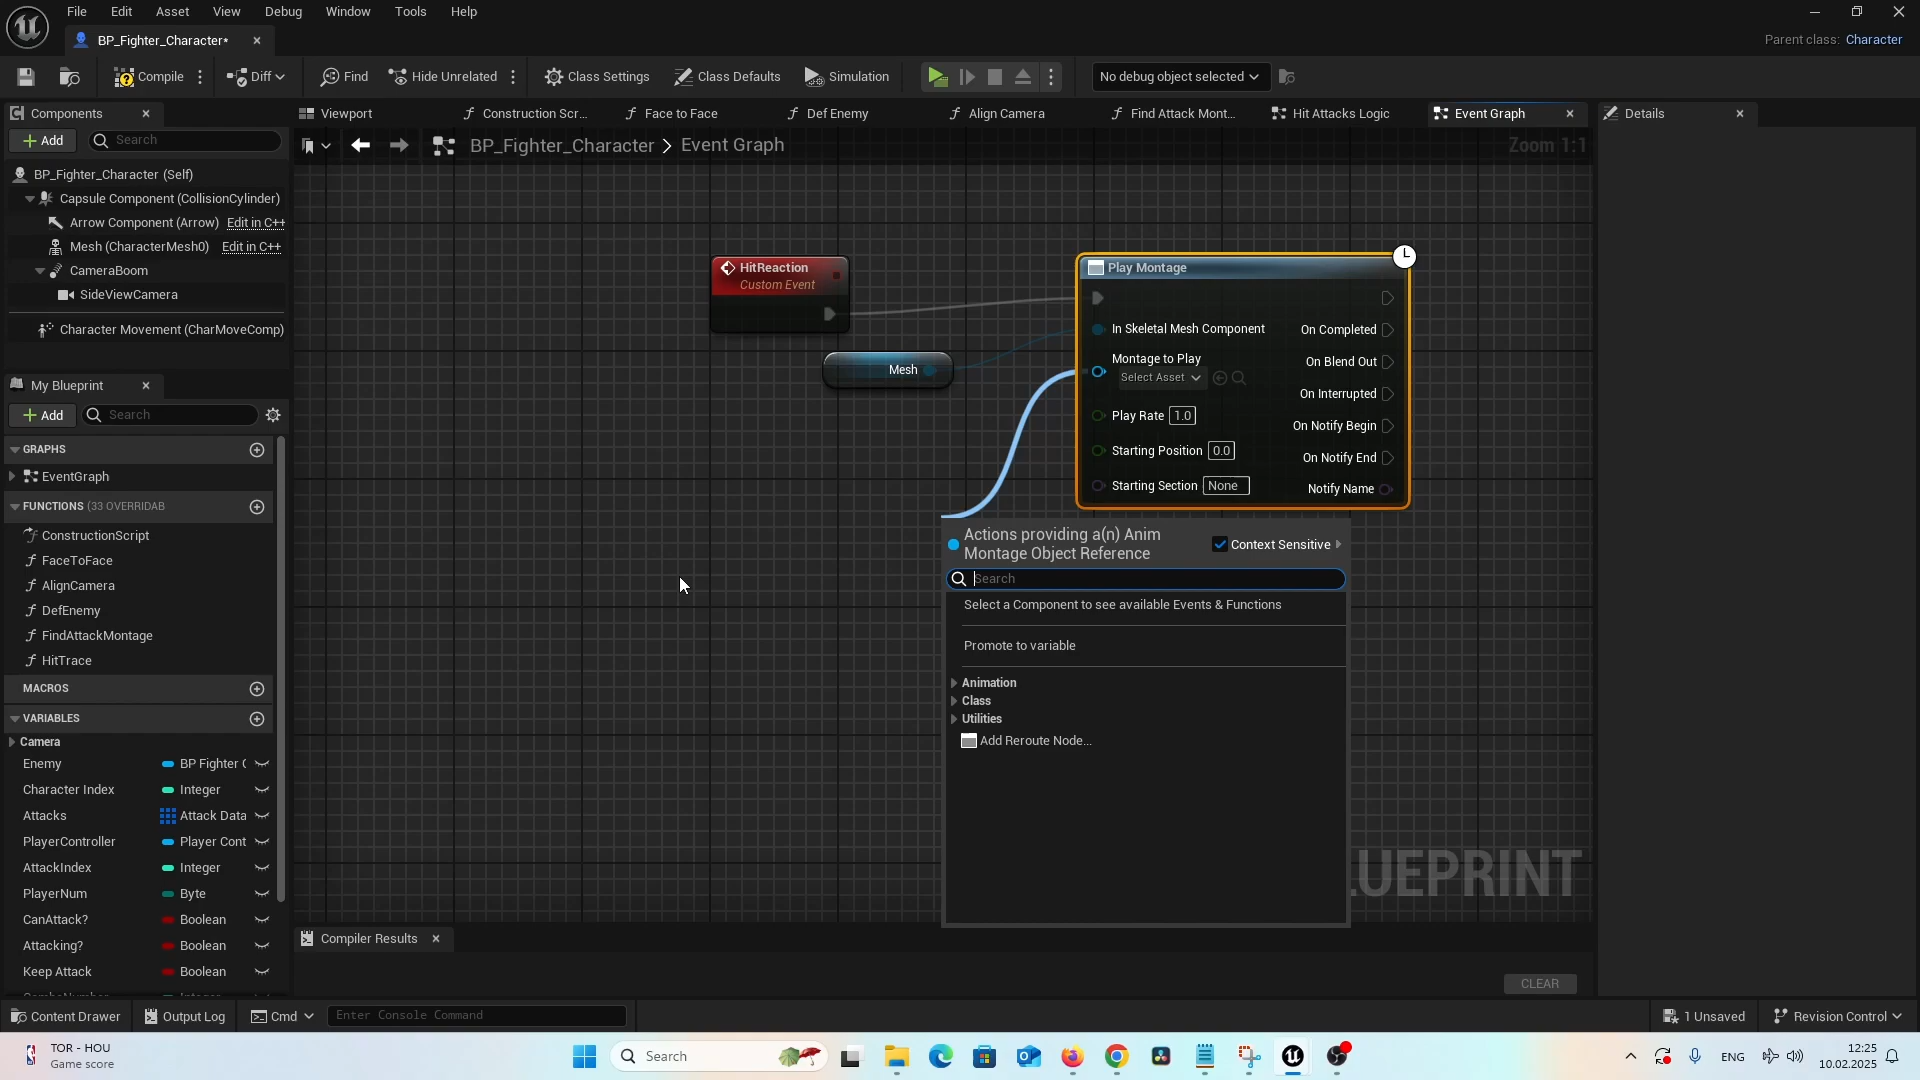 File Edit Asset View Debug Window Tools Help
BP_Fighter_Character*
Parent class: Character
Compile Diff Find Hide Unrelated Class Settings Class Defaults Simulation No debug object selected
Components
Viewport Construction Scr... Face to Face Def Enemy Align Camera Find Attack Mont... Hit Attacks Logic Event Graph Details
Add Search
BP_Fighter_Character > Event Graph Zoom 1:1
BP_Fighter_Character (Self)
Capsule Component (CollisionCylinder)
Arrow Component (Arrow) Edit in C++
Mesh (CharacterMesh0) Edit in C++
CameraBoom
SideViewCamera
Character Movement (CharMoveComp)
My Blueprint
Add Search
GRAPHS
EventGraph
FUNCTIONS (33 OVERRIDAB
ConstructionScript
FaceToFace
AlignCamera
DefEnemy
FindAttackMontage
HitTrace
MACROS
VARIABLES
Camera
Enemy BP Fighter C
Character Index Integer
Attacks Attack Data
PlayerController Player Cont
AttackIndex Integer
PlayerNum Byte
CanAttack? Boolean
Attacking? Boolean
Keep Attack Boolean
HitReaction
Custom Event
Mesh
Play Montage
In Skeletal Mesh Component On Completed
Montage to Play
Select Asset
On Blend Out
On Interrupted
Play Rate 1.0
On Notify Begin
Starting Position 0.0
On Notify End
Starting Section None
Notify Name
Actions providing a(n) Anim
Montage Object Reference
Context Sensitive
Search
Select a Component to see available Events & Functions
Promote to variable
Animation
Class
Utilities
Add Reroute Node...
LUEPRINT
Compiler Results
CLEAR
Content Drawer Output Log Cmd Enter Console Command 1 Unsaved Revision Control
TOR - HOU
Game score
Search
ENG
12:25
10.02.2025